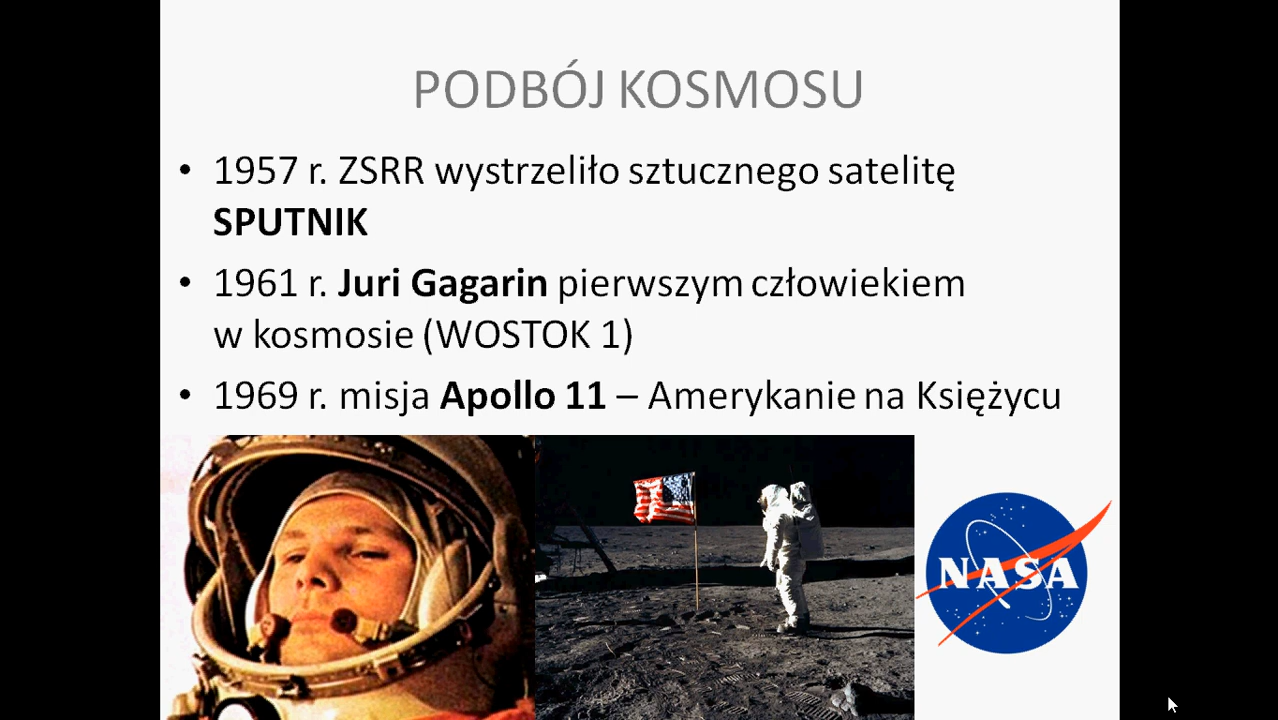 PODBÓJ KOSMOSU
• 1957 r. ZSRR wystrzeliło sztucznego satelitę
SPUTNIK
• 1961 r. Juri Gagarin pierwszym człowiekiem
w kosmosie (WOSTOK 1)
• 1969 r. misja Apollo 11 – Amerykanie na Księżycu
NASA